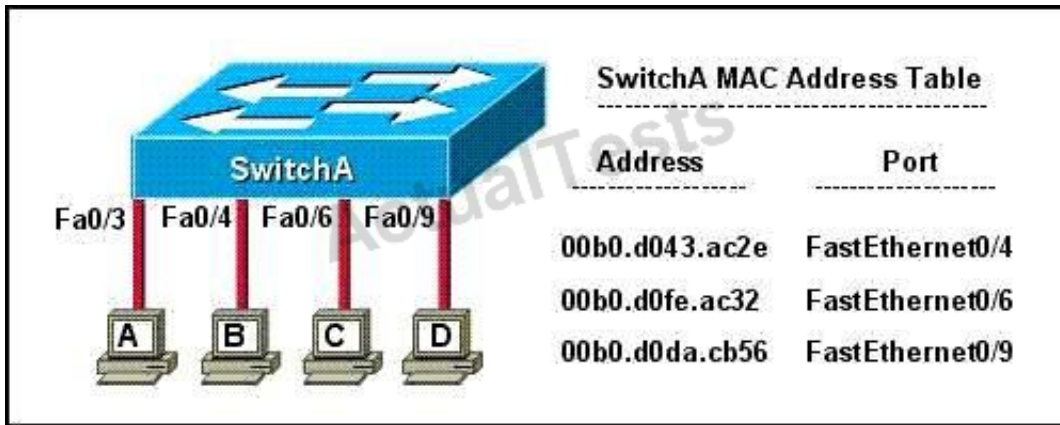 SwitchA MAC Address Table
Address Port
00b0.d043.ac2e FastEthernet0/4
00b0.d0fe.ac32 FastEthernet0/6
00b0.d0da.cb56 FastEthernet0/9
SwitchA
Fa0/3 Fa0/4 Fa0/6 Fa0/9
A B C D
ActualTests